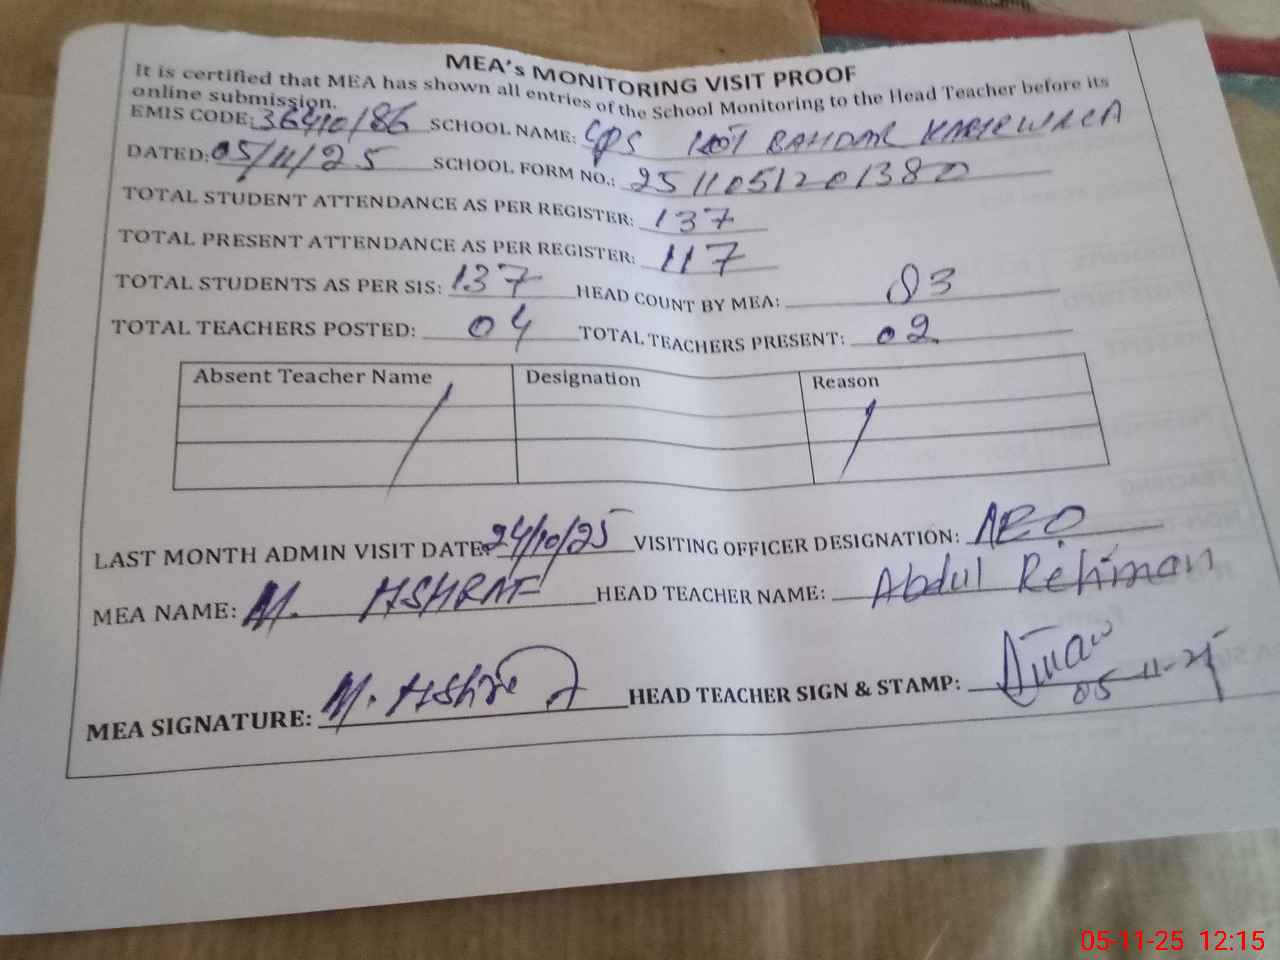 MEA's MONITORING VISIT PROOF
It is certified that MEA has shown all entries of the School Monitoring to the Head Teacher before its
online submission.
EMIS CODE: 36410186 SCHOOL NAME: GPS KOT BAHDAR
DATED: 05/11/25 SCHOOL FORM NO.: 2511051201380
TOTAL STUDENT ATTENDANCE AS PER REGISTER: 137
TOTAL PRESENT ATTENDANCE AS PER REGISTER: 117
TOTAL STUDENTS AS PER SIS: 137 HEAD COUNT BY MEA: 83
TOTAL TEACHERS POSTED: 04 TOTAL TEACHERS PRESENT: 02
Absent Teacher Name Designation Reason
LAST MONTH ADMIN VISIT DATE: 24/10/25 VISITING OFFICER DESIGNATION: AEO
MEA NAME: M. ASHRAF HEAD TEACHER NAME: Abdul Rehman
MEA SIGNATURE: M. HEAD TEACHER SIGN & STAMP: 05-11-25
05-11-25 12:15